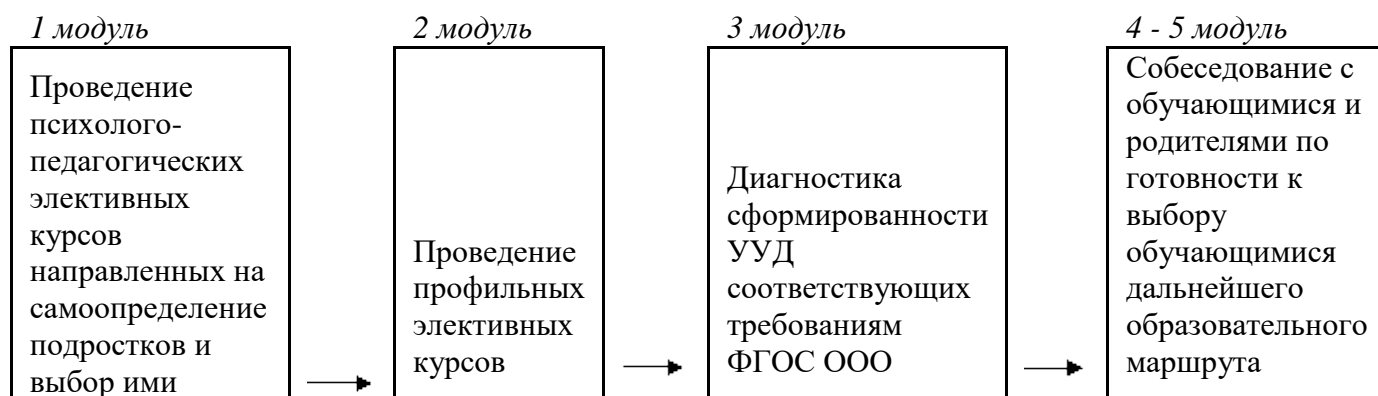 1 модуль
Проведение
психолого-
педагогических
элективных
курсов
направленных на
самоопределение
подростков и
выбор ими
2 модуль
Проведение
профильных
элективных
курсов
3 модуль
Диагностика
сформированности
УУД
соответствующих
требованиям
ФГОС ООО
4 - 5 модуль
Собеседование с
обучающимися и
родителями по
готовности к
выбору
обучающимися
дальнейшего
образовательного
маршрута